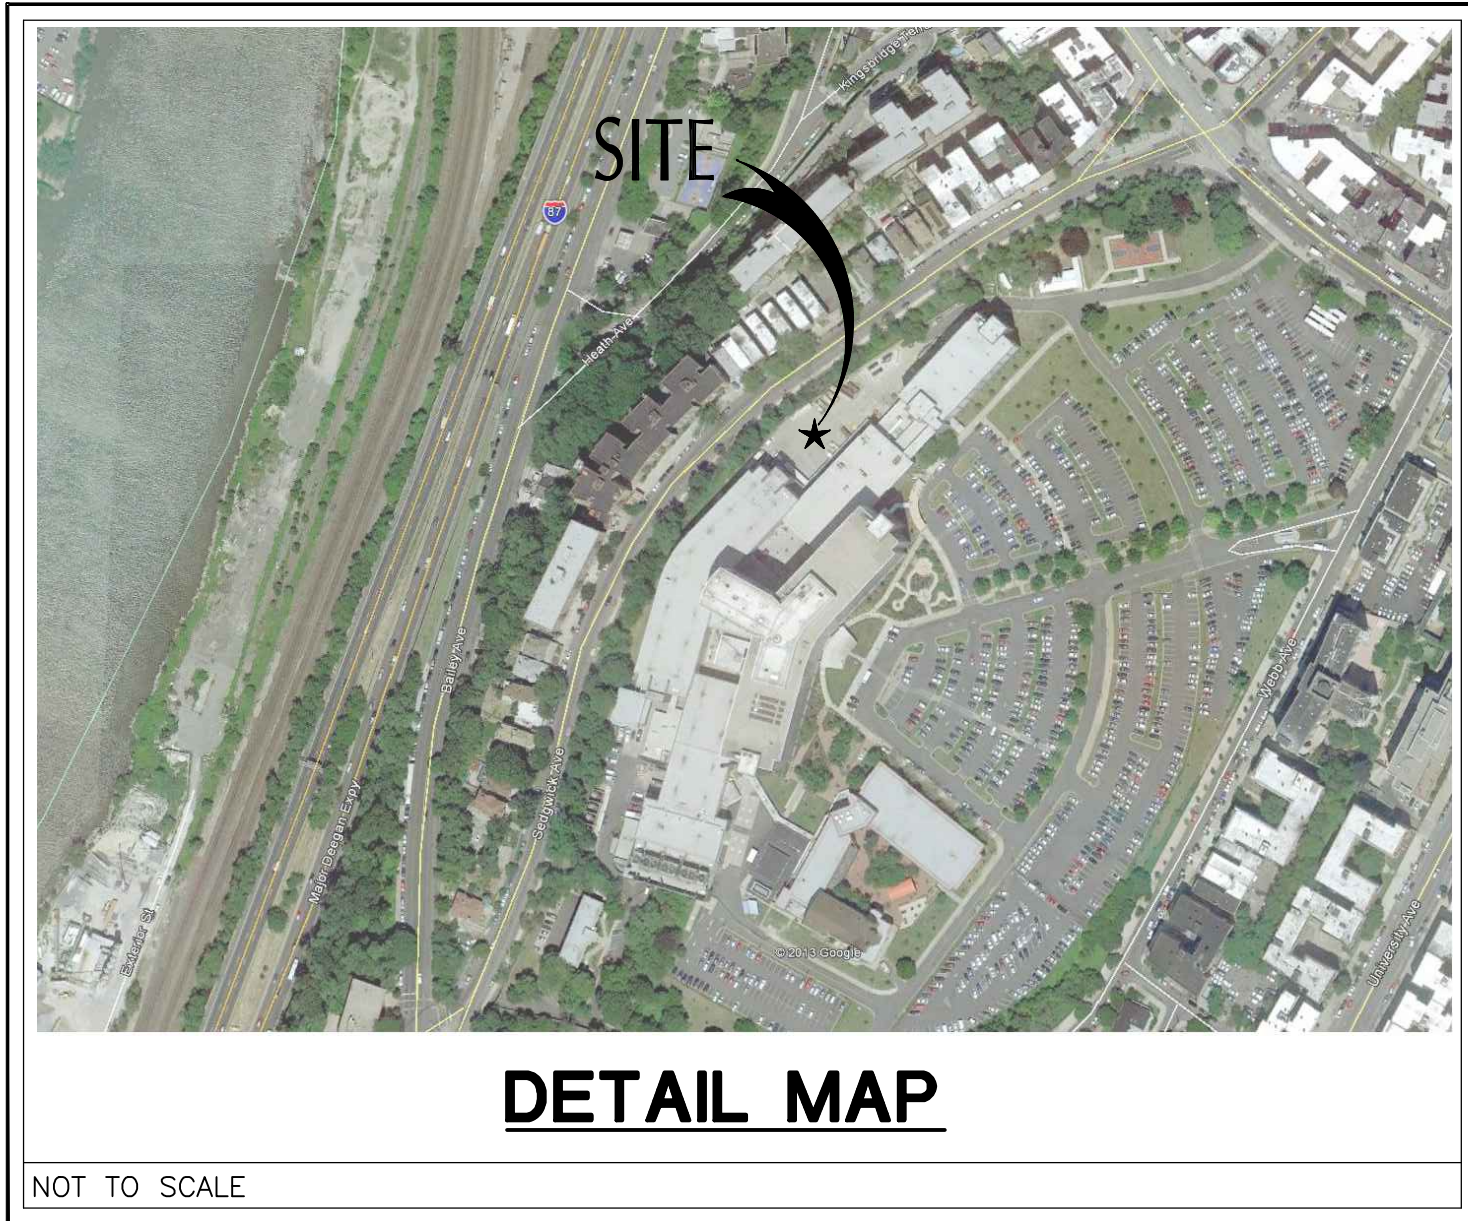 Kingsbridge Terr
SITE
87
Heath Ave
Bailey Ave
Webb Ave
Sedgwick Ave
Major Deegan Expy
Exterior St
University Ave
© 2013 Google
DETAIL MAP
NOT TO SCALE